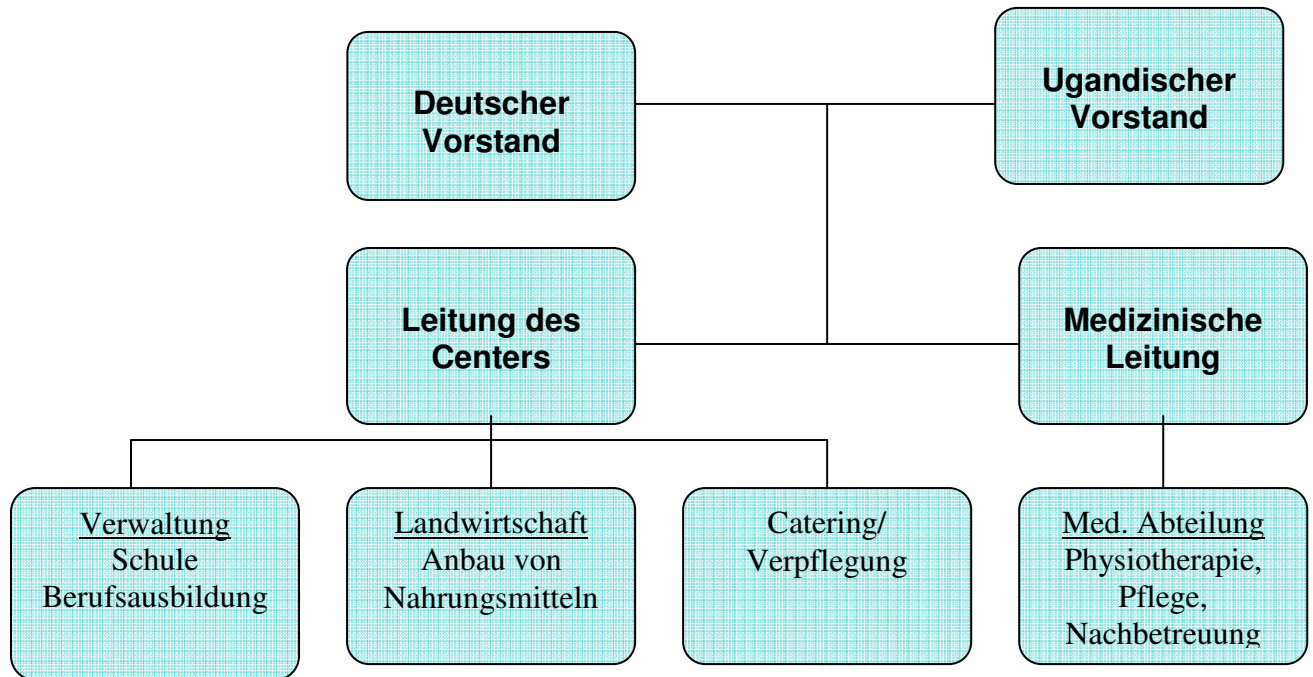 Deutscher
Vorstand
Ugandischer
Vorstand
Leitung des
Centers
Medizinische
Leitung
Verwaltung
Schule
Berufsausbildung
Landwirtschaft
Anbau von
Nahrungsmitteln
Catering/
Verpflegung
Med. Abteilung
Physiotherapie,
Pflege,
Nachbetreuung